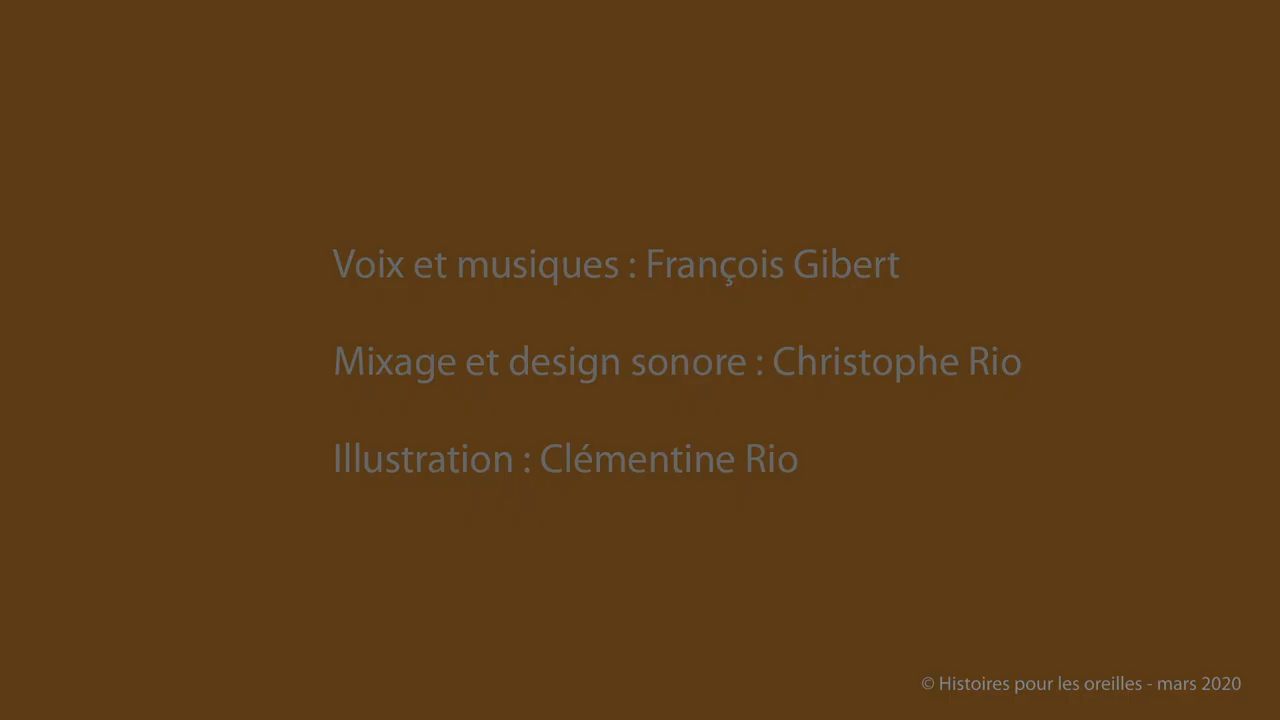 Voix et musiques : François Gibert
Mixage et design sonore : Christophe Rio
Illustration : Clémentine Rio
© Histoires pour les oreilles - mars 2020